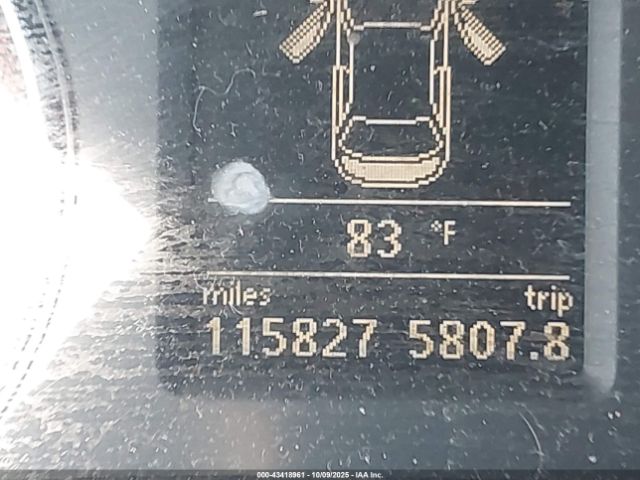 83 °F
miles trip
115827 5807.8
000-43418961 - 10/09/2025 - IAA Inc.